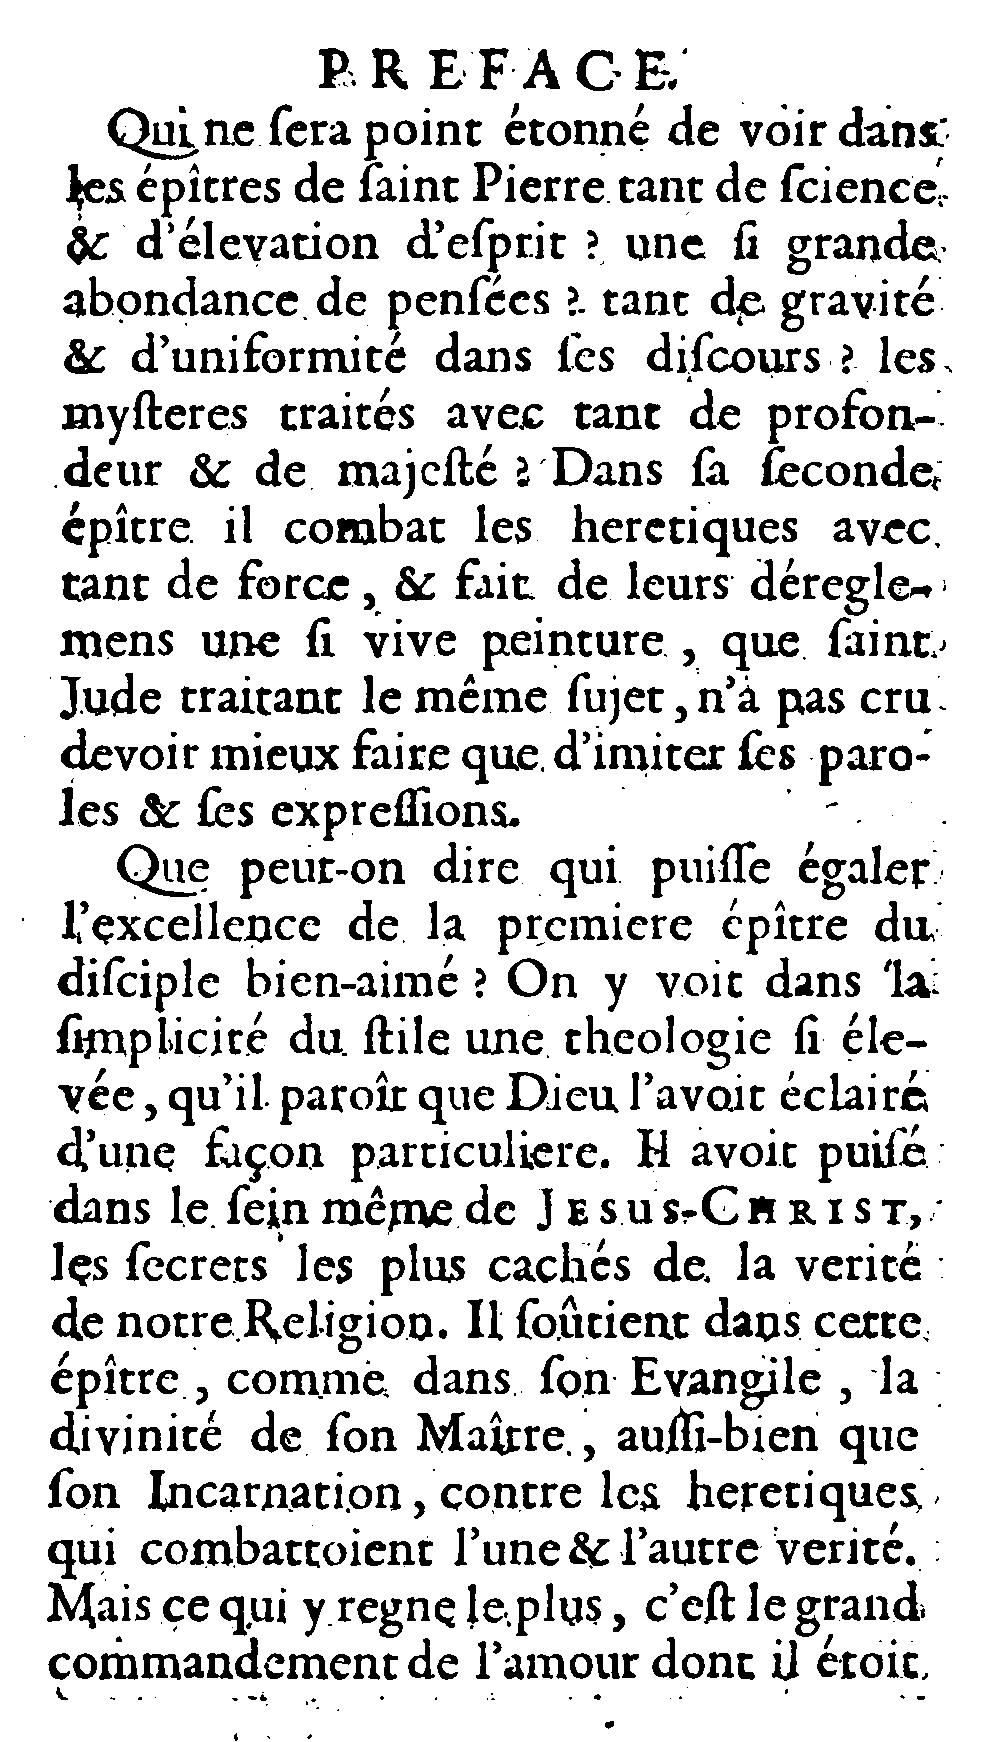 PREFACE.
Qui ne ſera point étonné de voir dans
les épîtres de ſaint Pierre tant de ſcience
& d'élevation d'eſprit ? une ſi grande
abondance de penſées ? tant de gravité
& d'uniformité dans ſes diſcours ? les
myſteres traités avec tant de profon-
deur & de majeſté ? Dans ſa ſeconde
épître il combat les heretiques avec
tant de force, & fait de leurs déregle-
mens une ſi vive peinture, que ſaint
Jude traitant le même ſujet, n'a pas cru
devoir mieux faire que d'imiter ſes paro-
les & ſes expreſſions.
Que peut-on dire qui puiſſe égaler
l'excellence de la premiere épître du
diſciple bien-aimé ? On y voit dans la
ſimplicité du ſtile une theologie ſi éle-
vée, qu'il paroît que Dieu l'avoit éclairé
d'une façon particuliere. Il avoit puiſé
dans le ſein même de JESUS-CHRIST,
les ſecrets les plus cachés de la verité
de notre Religion. Il ſoûtient dans cette
épître, comme dans ſon Evangile, la
divinité de ſon Maître, auſſi-bien que
ſon Incarnation, contre les heretiques
qui combattoient l'une & l'autre verité.
Mais ce qui y regne le plus, c'eſt le grand
commandement de l'amour dont il étoit